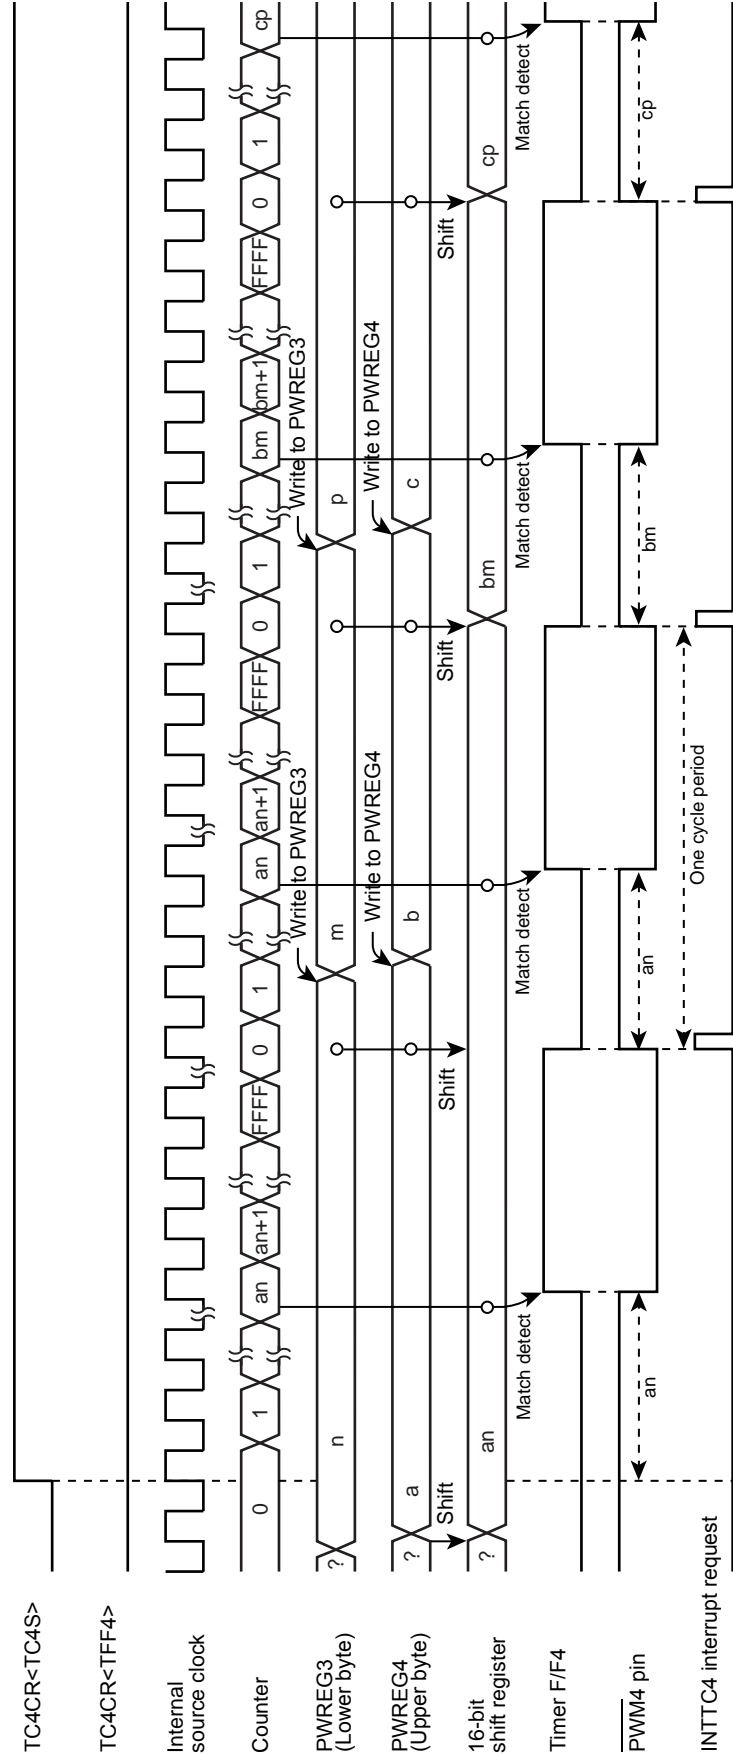 TC4CR<TC4S>
TC4CR<TFF4>
Internal
source clock
Counter
0
1
an
an+1
FFFF
0
1
an
an+1
FFFF
0
1
bm
bm+1
FFFF
0
1
cp
Write to PWREG3
Write to PWREG3
PWREG3
(Lower byte)
?
n
m
p
Write to PWREG4
Write to PWREG4
PWREG4
(Upper byte)
?
a
b
c
Shift
Shift
Shift
Shift
16-bit
shift register
?
an
bm
cp
Match detect
Match detect
Match detect
Match detect
Timer F/F4
PWM4 pin
an
an
bm
cp
One cycle period
INTTC4 interrupt request